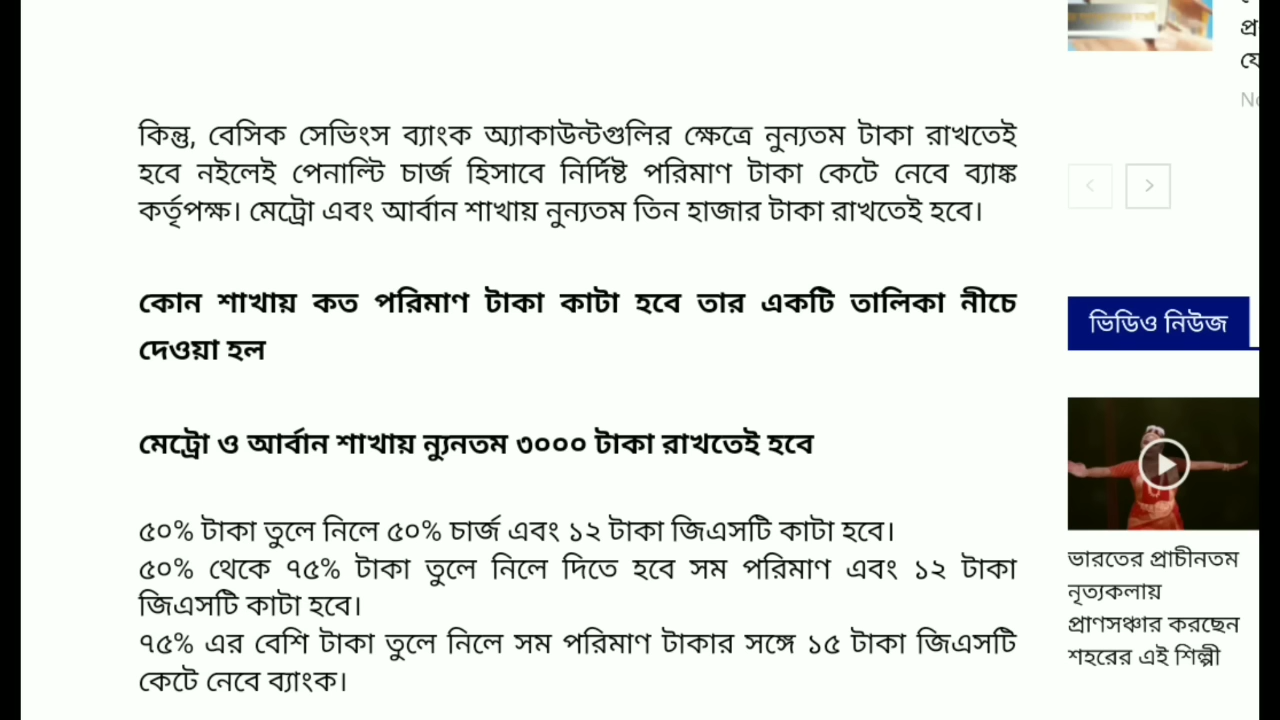 কিন্তু, বেসিক সেভিংস ব্যাংক অ্যাকাউন্টগুলির ক্ষেত্রে নুন্যতম টাকা রাখতেই
হবে নইলেই পেনাল্টি চার্জ হিসাবে নির্দিষ্ট পরিমাণ টাকা কেটে নেবে ব্যাঙ্ক
কর্তৃপক্ষ। মেট্রো এবং আর্বান শাখায় নুন্যতম তিন হাজার টাকা রাখতেই হবে।
কোন শাখায় কত পরিমাণ টাকা কাটা হবে তার একটি তালিকা নীচে
দেওয়া হল
মেট্রো ও আর্বান শাখায় ন্যুনতম ৩০০০ টাকা রাখতেই হবে
৫০% টাকা তুলে নিলে ৫০% চার্জ এবং ১২ টাকা জিএসটি কাটা হবে।
৫০% থেকে ৭৫% টাকা তুলে নিলে দিতে হবে সম পরিমাণ এবং ১২ টাকা
জিএসটি কাটা হবে।
৭৫% এর বেশি টাকা তুলে নিলে সম পরিমাণ টাকার সঙ্গে ১৫ টাকা জিএসটি
কেটে নেবে ব্যাংক।
ভিডিও নিউজ
ভারতের প্রাচীনতম
নৃত্যকলায়
প্রাণসঞ্চার করছেন
শহরের এই শিল্পী